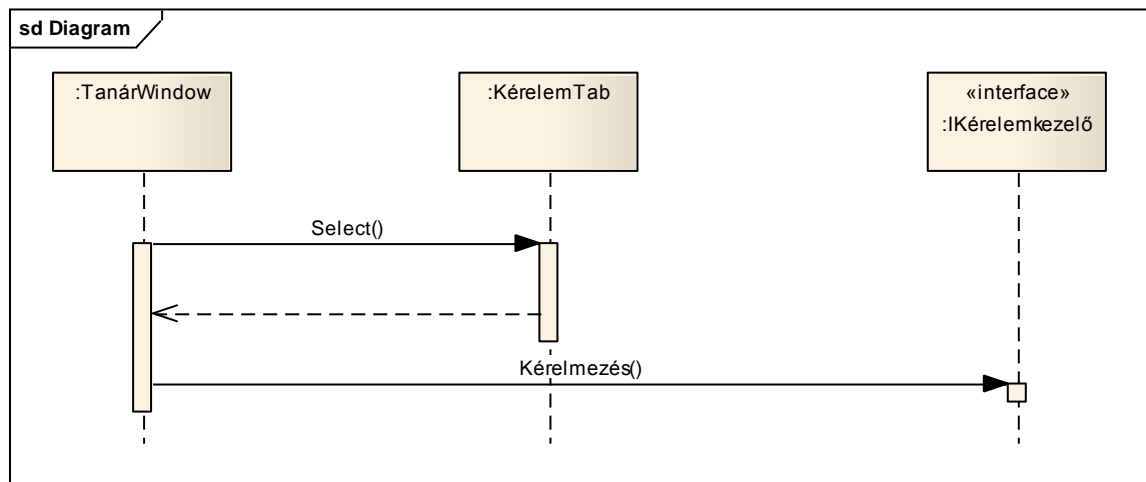 sd Diagram
:TanárWindow
:KérelemTab
«interface»
:IKérelemkezelő
Select()
Kérelmezés()